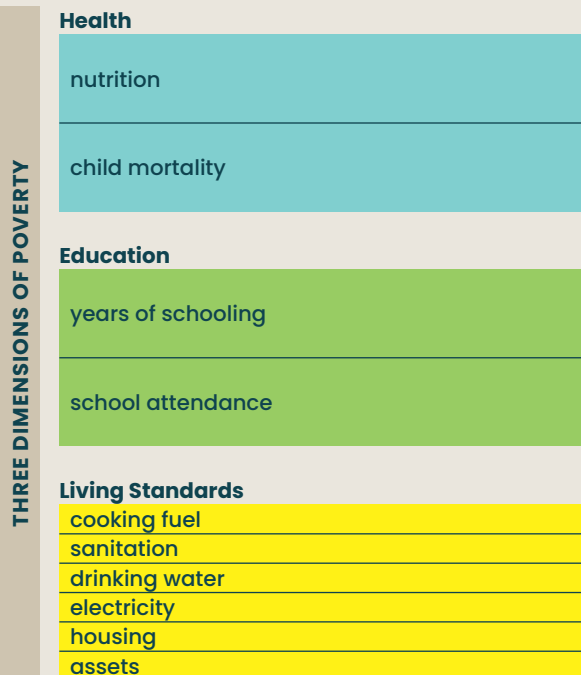 THREE DIMENSIONS OF POVERTY
Health
nutrition
child mortality
Education
years of schooling
school attendance
Living Standards
cooking fuel
sanitation
drinking water
electricity
housing
assets